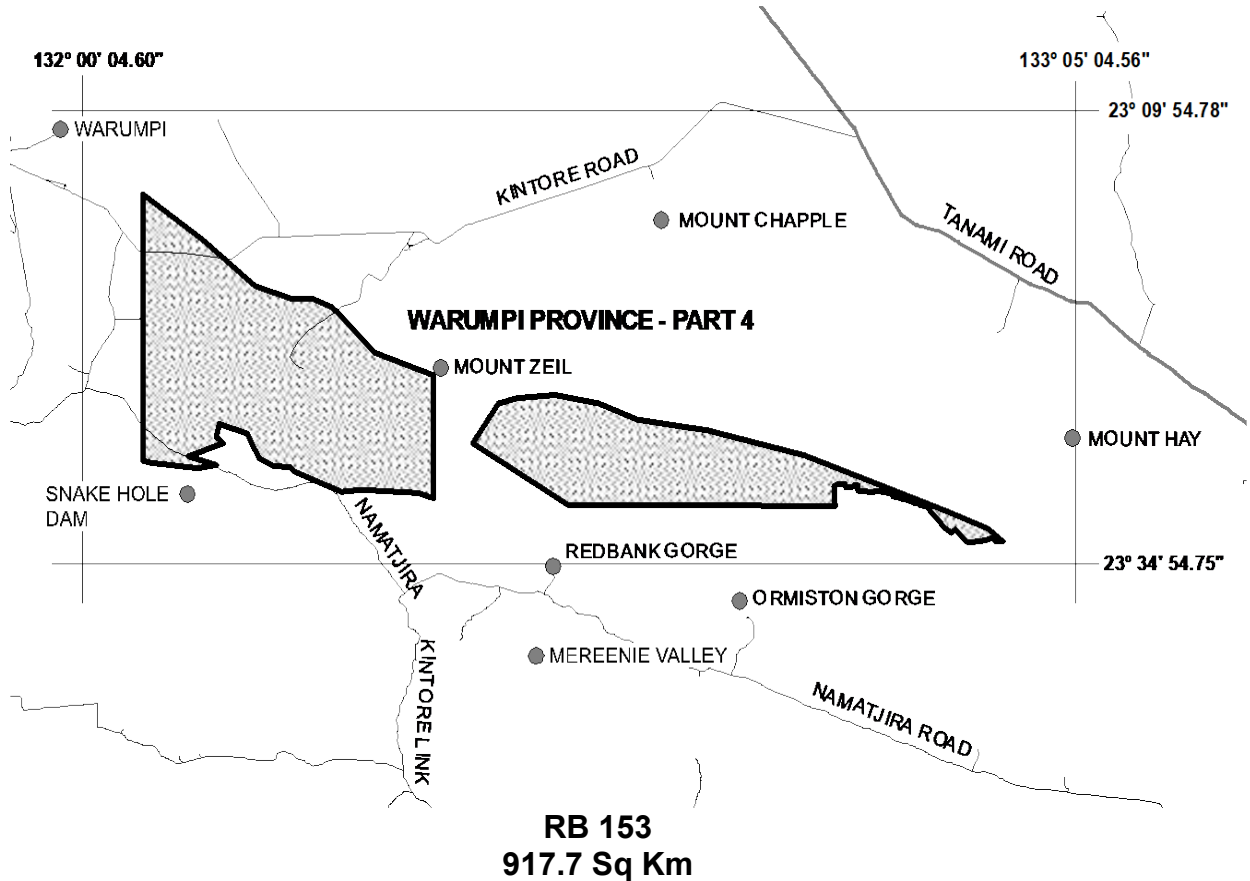 132° 00' 04.60"
133° 05' 04.56"
23° 09' 54.78"
WARUMPI
KINTORE ROAD
MOUNT CHAPPLE
TANAMI ROAD
WARUMPI PROVINCE - PART 4
MOUNT ZEIL
MOUNT HAY
SNAKE HOLE
DAM
NAMATJIRA
KINTORE LINK
REDBANK GORGE
23° 34' 54.75"
ORMISTON GORGE
MEREENIE VALLEY
NAMATJIRA ROAD
RB 153
917.7 Sq Km